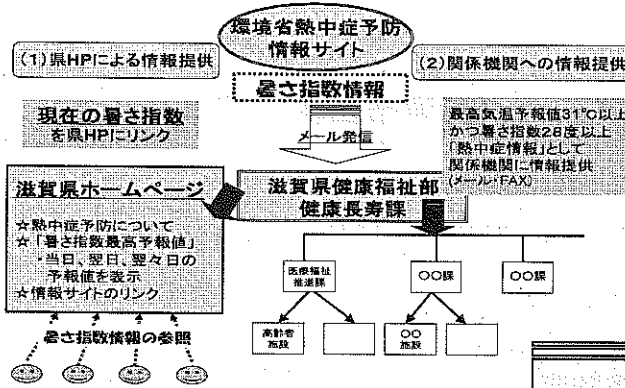 環境省熱中症予防
情報サイト
(1)県HPによる情報提供
(2)関係機関への情報提供
暑さ指数情報
現在の暑さ指数
を県HPにリンク
メール発信
最高気温予報値31℃以上
かつ暑さ指数28度以上
「熱中症情報」として
関係機関に情報提供
(メール・FAX)
滋賀県ホームページ
☆熱中症予防について
☆「暑さ指数最高予報値」
・当日、翌日、翌々日の
予報値を表示
☆情報サイトのリンク
滋賀県健康福祉部
健康長寿課
医療福祉
推進課
〇〇課
〇〇課
高齢者
施設
〇〇
施設
暑さ指数情報の参照